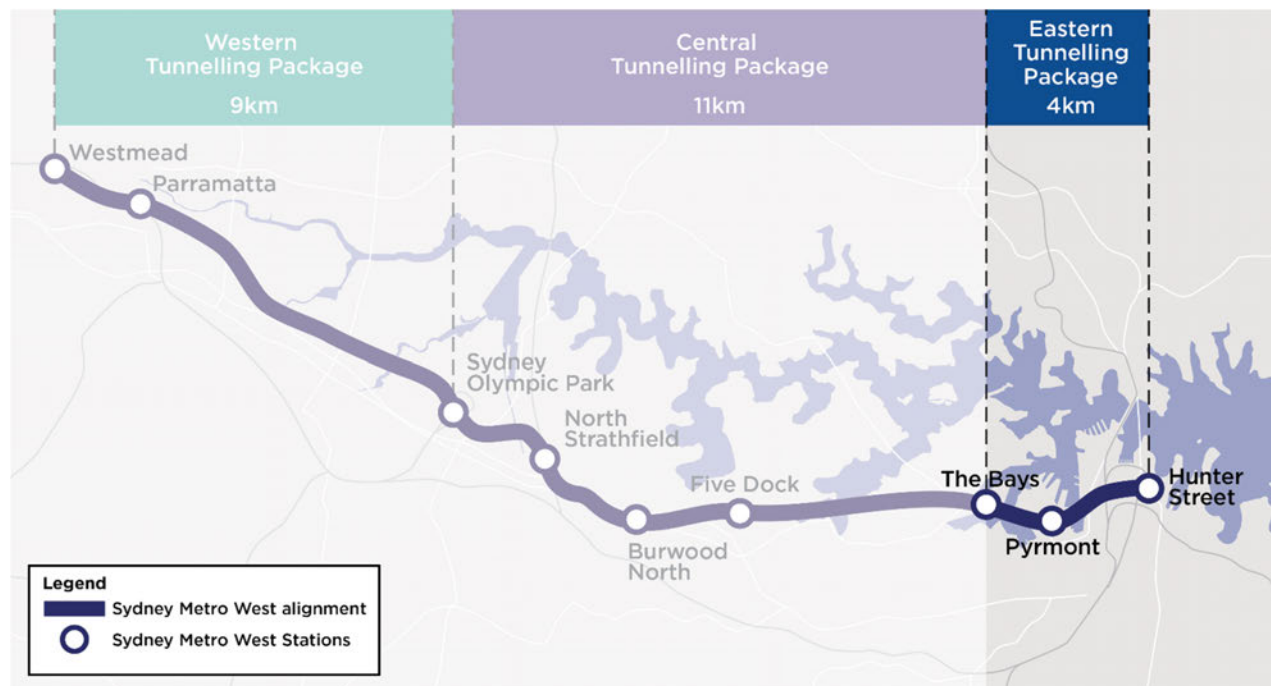 Western
Tunnelling Package
9km
Central
Tunnelling Package
11km
Eastern
Tunnelling
Package
4km
Westmead
Parramatta
Sydney
Olympic Park
North
Strathfield
Burwood
North
Five Dock
The Bays
Pyrmont
Hunter
Street
Legend
Sydney Metro West alignment
Sydney Metro West Stations